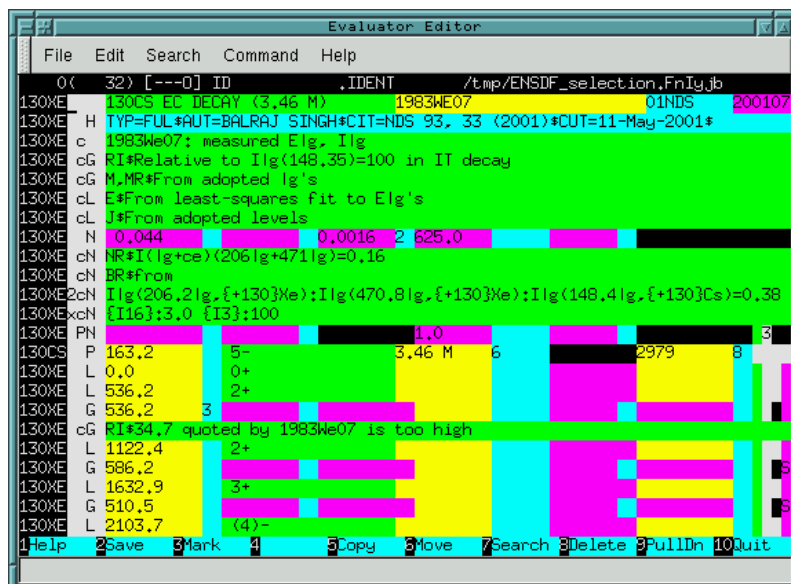 Evaluator Editor
File Edit Search Command Help
0( 32) [---0] ID .IDENT /tmp/ENSDF_selection.FnIyjb
130XE 130CS EC DECAY (3.46 M) 1983WE07 01NDS 200107
130XE H TYP=FUL$AUT=BALRAJ SINGH$CIT=NDS 93, 33 (2001)$CUT=11-May-2001$
130XE c 1983We07: measured E|g, I|g
130XE cG RI$Relative to I|g(148.35)=100 in IT decay
130XE cG M,MR$From adopted |g's
130XE cL E$From least-squares fit to E|g's
130XE cL J$From adopted levels
130XE N 0.044 0.0016 2 625.0
130XE cN NR$I(|g+ce)(206|g+471|g)=0.16
130XE cN BR$from
130XE2cN I|g(206.2|g,{+130}Xe):I|g(470.8|g,{+130}Xe):I|g(148.4|g,{+130}Cs)=0.38
130XExcN {I16}:3.0 {I3}:100
130XE PN 1.0 3
130CS P 163.2 5- 3.46 M 6 2979 8
130XE L 0.0 0+
130XE L 536.2 2+
130XE G 536.2 3
130XE cG RI$34.7 quoted by 1983We07 is too high
130XE L 1122.4 2+
130XE G 586.2 S
130XE L 1632.9 3+
130XE G 510.5 S
130XE L 2103.7 (4)-
1Help 2Save 3Mark 4 5Copy 6Move 7Search 8Delete 9PullDn 10Quit